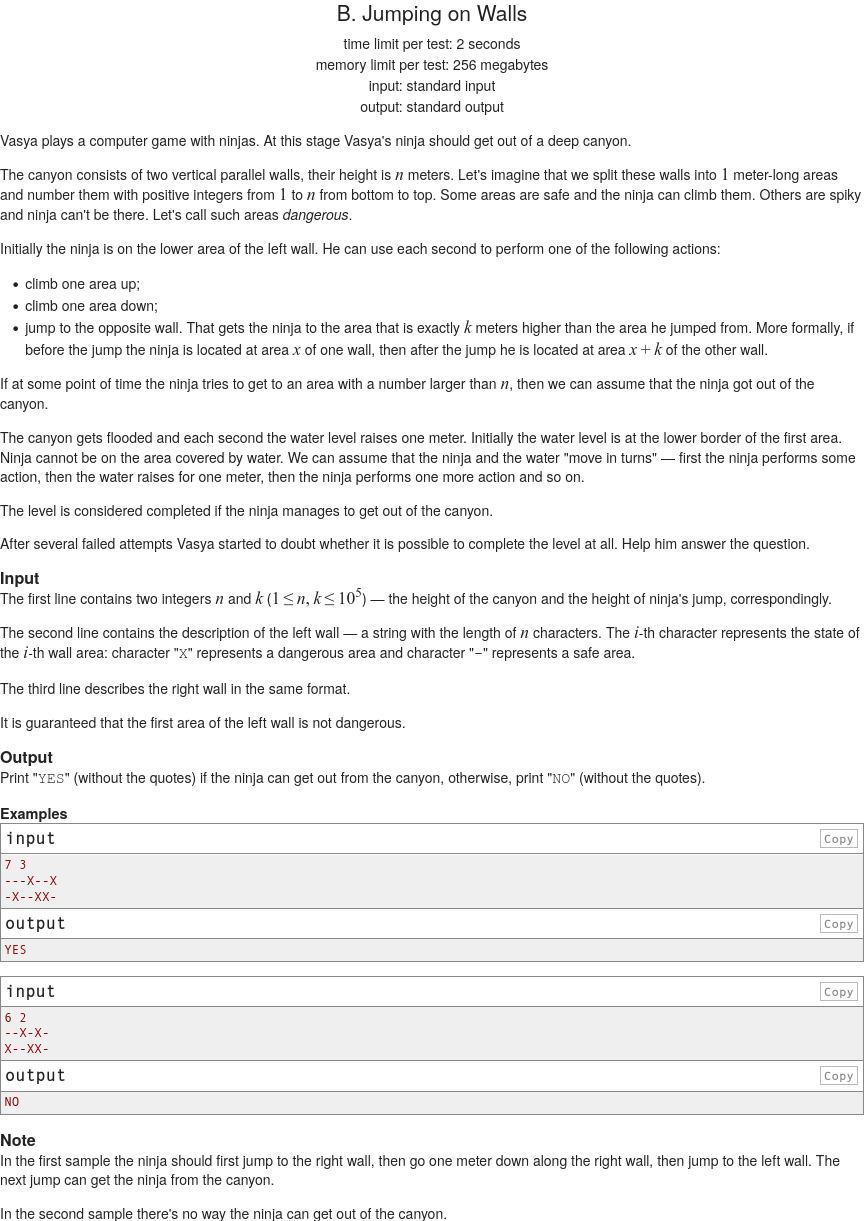 B. Jumping on Walls
time limit per test: 2 seconds
memory limit per test: 256 megabytes
input: standard input
output: standard output
Vasya plays a computer game with ninjas. At this stage Vasya's ninja should get out of a deep canyon.
The canyon consists of two vertical parallel walls, their height is n meters. Let's imagine that we split these walls into 1 meter-long areas
and number them with positive integers from 1 to n from bottom to top. Some areas are safe and the ninja can climb them. Others are spiky
and ninja can't be there. Let's call such areas dangerous.
Initially the ninja is on the lower area of the left wall. He can use each second to perform one of the following actions:
• climb one area up;
• climb one area down;
• jump to the opposite wall. That gets the ninja to the area that is exactly k meters higher than the area he jumped from. More formally, if
before the jump the ninja is located at area x of one wall, then after the jump he is located at area x + k of the other wall.
If at some point of time the ninja tries to get to an area with a number larger than n, then we can assume that the ninja got out of the
canyon.
The canyon gets flooded and each second the water level raises one meter. Initially the water level is at the lower border of the first area.
Ninja cannot be on the area covered by water. We can assume that the ninja and the water "move in turns" — first the ninja performs some
action, then the water raises for one meter, then the ninja performs one more action and so on.
The level is considered completed if the ninja manages to get out of the canyon.
After several failed attempts Vasya started to doubt whether it is possible to complete the level at all. Help him answer the question.
Input
The first line contains two integers n and k (1 ≤ n, k ≤ 10^5) — the height of the canyon and the height of ninja's jump, correspondingly.
The second line contains the description of the left wall — a string with the length of n characters. The i-th character represents the state of
the i-th wall area: character "X" represents a dangerous area and character "-" represents a safe area.
The third line describes the right wall in the same format.
It is guaranteed that the first area of the left wall is not dangerous.
Output
Print "YES" (without the quotes) if the ninja can get out from the canyon, otherwise, print "NO" (without the quotes).
Examples
input Copy
7 3
---X--X
-X--XX-
output Copy
YES
input Copy
6 2
--X-X-
X--XX-
output Copy
NO
Note
In the first sample the ninja should first jump to the right wall, then go one meter down along the right wall, then jump to the left wall. The
next jump can get the ninja from the canyon.
In the second sample there's no way the ninja can get out of the canyon.